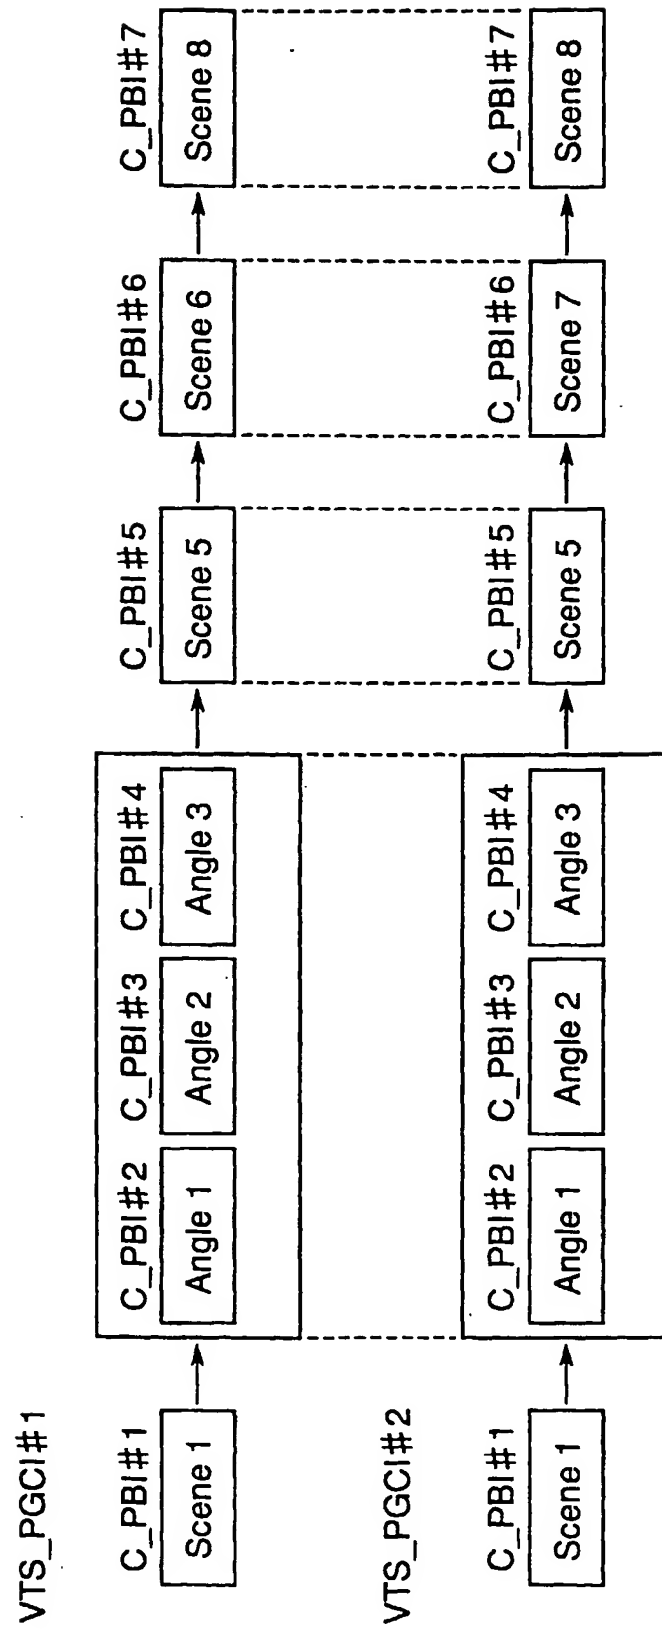 VTS_PGCI#1
C_PBI#1 C_PBI#2 C_PBI#3 C_PBI#4 C_PBI#5 C_PBI#6 C_PBI#7
Scene 1 Angle 1 Angle 2 Angle 3 Scene 5 Scene 6 Scene 8
VTS_PGCI#2
C_PBI#1 C_PBI#2 C_PBI#3 C_PBI#4 C_PBI#5 C_PBI#6 C_PBI#7
Scene 1 Angle 1 Angle 2 Angle 3 Scene 5 Scene 7 Scene 8